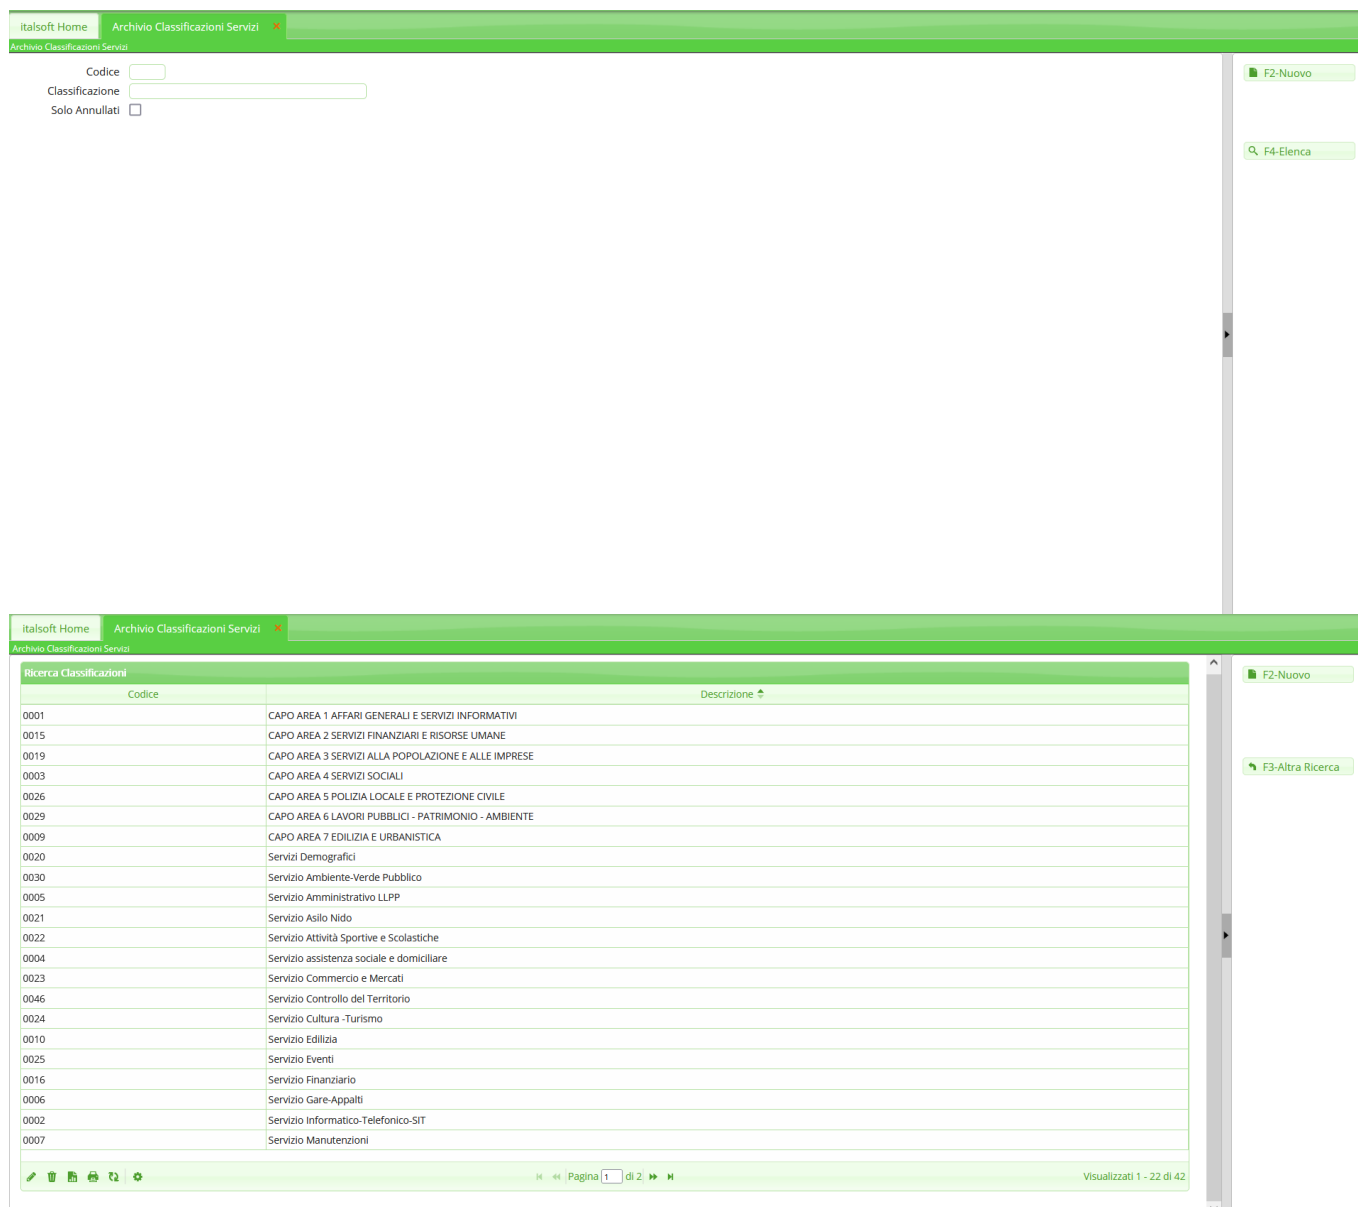 italsoft Home Archivio Classificazioni Servizi ×
Archivio Classificazioni Servizi
Codice
F2-Nuovo
Classificazione
Solo Annullati
F4-Elenca
italsoft Home Archivio Classificazioni Servizi ×
Archivio Classificazioni Servizi
Ricerca Classificazioni
F2-Nuovo
Codice Descrizione
0001 CAPO AREA 1 AFFARI GENERALI E SERVIZI INFORMATIVI
0015 CAPO AREA 2 SERVIZI FINANZIARI E RISORSE UMANE
0019 CAPO AREA 3 SERVIZI ALLA POPOLAZIONE E ALLE IMPRESE
F3-Altra Ricerca
0003 CAPO AREA 4 SERVIZI SOCIALI
0026 CAPO AREA 5 POLIZIA LOCALE E PROTEZIONE CIVILE
0029 CAPO AREA 6 LAVORI PUBBLICI - PATRIMONIO - AMBIENTE
0009 CAPO AREA 7 EDILIZIA E URBANISTICA
0020 Servizi Demografici
0030 Servizio Ambiente-Verde Pubblico
0005 Servizio Amministrativo LLPP
0021 Servizio Asilo Nido
0022 Servizio Attività Sportive e Scolastiche
0004 Servizio assistenza sociale e domiciliare
0023 Servizio Commercio e Mercati
0046 Servizio Controllo del Territorio
0024 Servizio Cultura -Turismo
0010 Servizio Edilizia
0025 Servizio Eventi
0016 Servizio Finanziario
0006 Servizio Gare-Appalti
0002 Servizio Informatico-Telefonico-SIT
0007 Servizio Manutenzioni
Pagina 1 di 2 Visualizzati 1 - 22 di 42